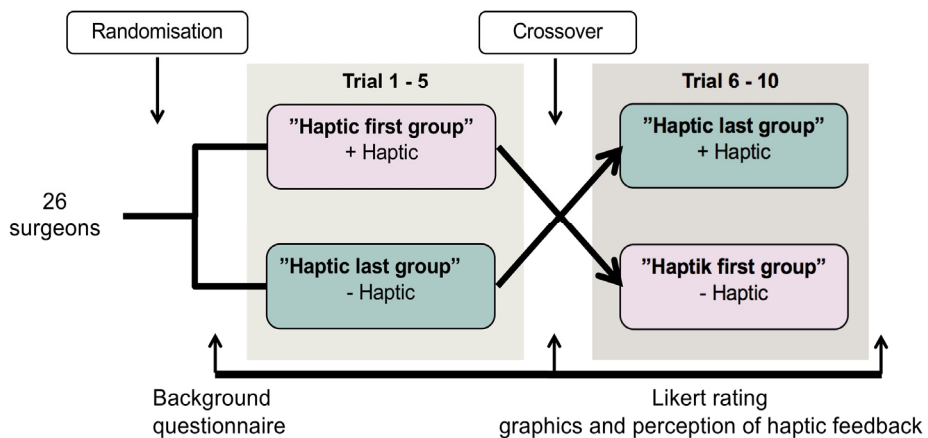 Randomisation
Crossover
Trial 1 - 5
Trial 6 - 10
”Haptic first group”
+ Haptic
”Haptic last group”
+ Haptic
26
surgeons
”Haptic last group”
- Haptic
”Haptik first group”
- Haptic
Background
questionnaire
Likert rating
graphics and perception of haptic feedback